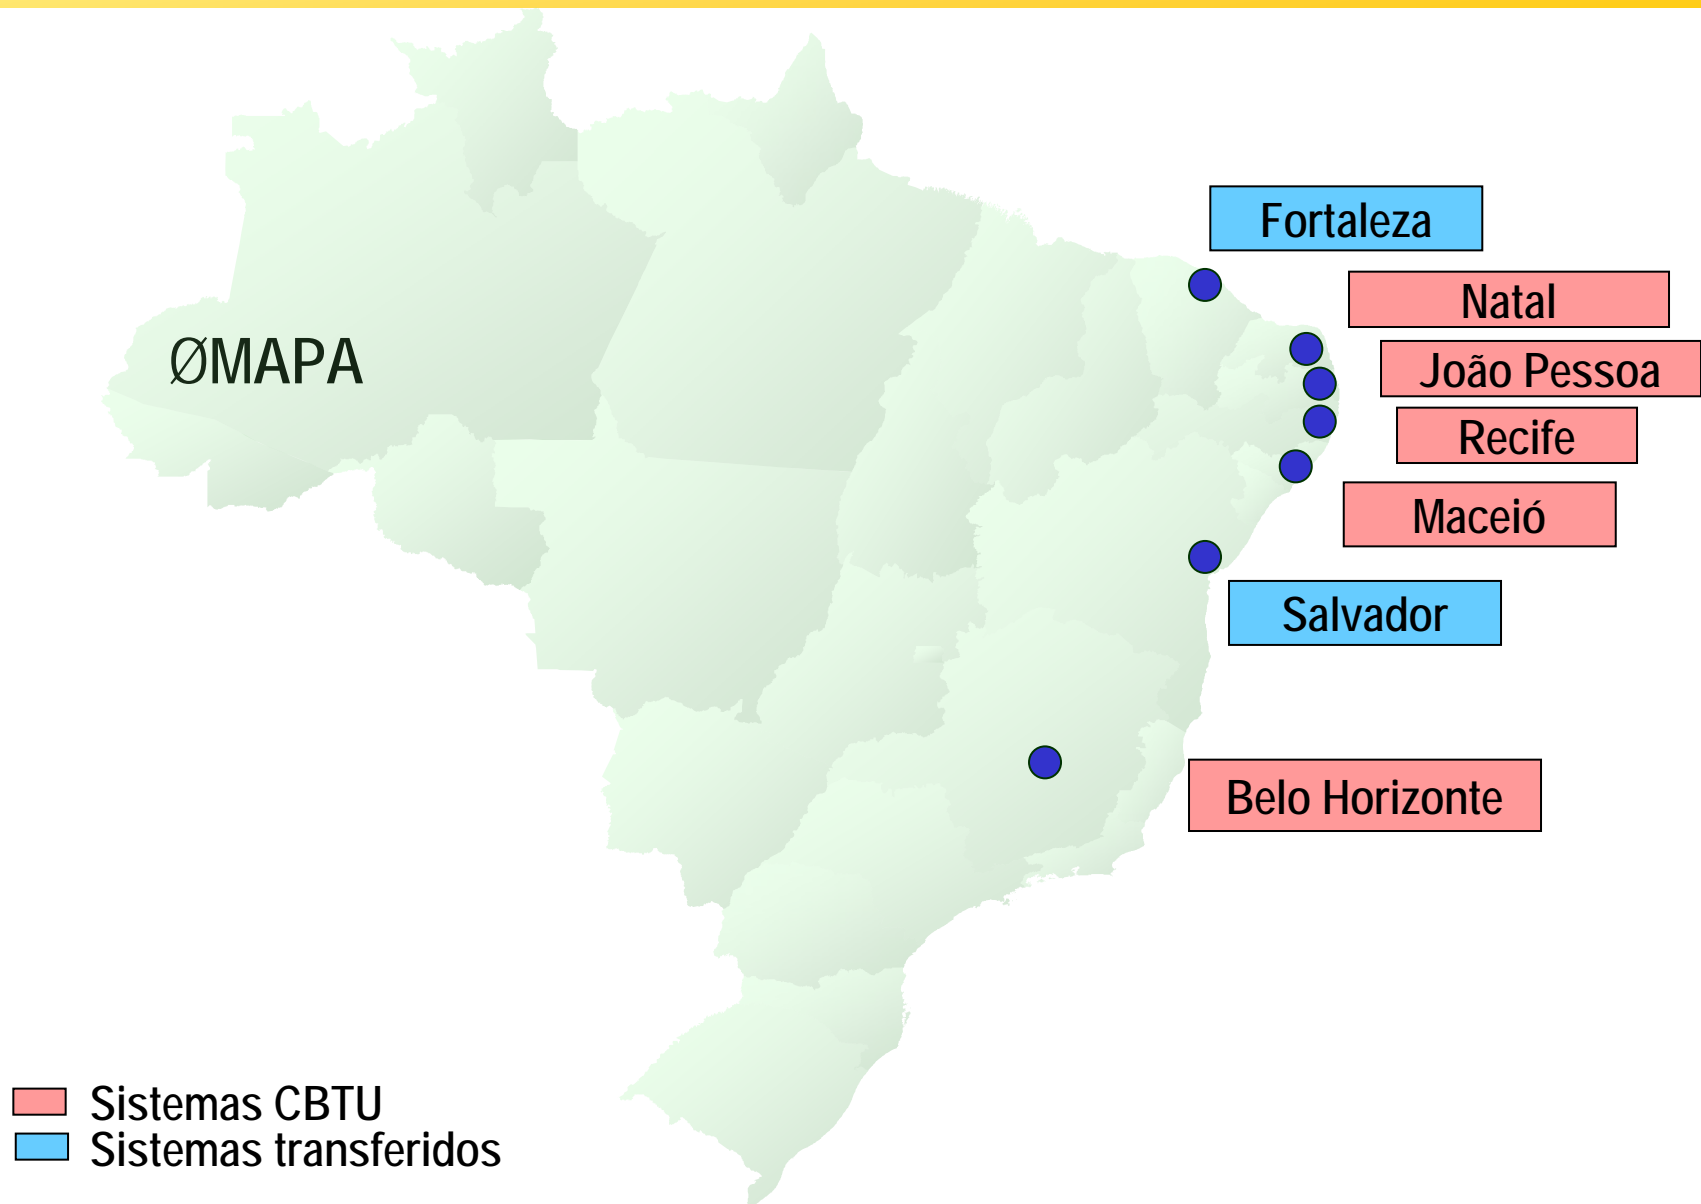 Fortaleza
Natal
ØMAPA
João Pessoa
Recife
Maceió
Salvador
Belo Horizonte
Sistemas CBTU
Sistemas transferidos